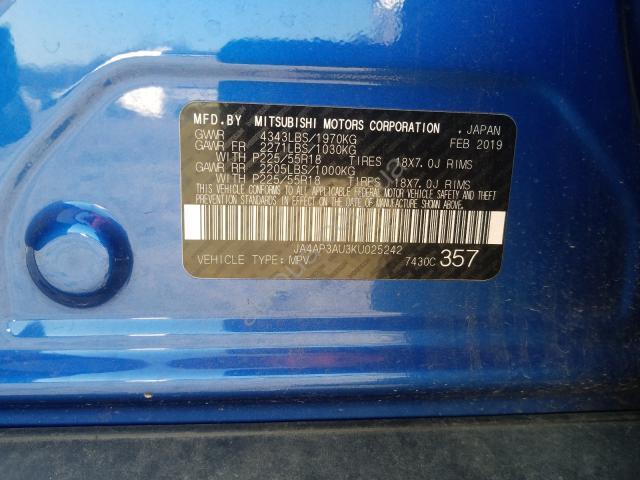 MFD.BY MITSUBISHI MOTORS CORPORATION , JAPAN
GVWR 4343LBS/1970KG FEB 2019
GAWR FR 2271LBS/1030KG
WITH P225/55R18 TIRES 18X7.0J RIMS
GAWR RR 2205LBS/1000KG
WITH P225/55R18 TIRES 18X7.0J RIMS
THIS VEHICLE CONFORMS TO ALL APPLICABLE FEDERAL MOTOR VEHICLE SAFETY, BUMPER, AND THEFT
PREVENTION STANDARDS IN EFFECT ON THE DATE OF MANUFACTURE SHOWN ABOVE.
JA4AP3AU3KU025242
VEHICLE TYPE: MPV 7430C 357